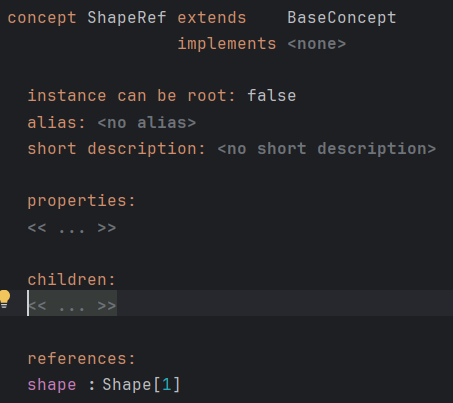 concept ShapeRef extends    BaseConcept
                 implements <none>
instance can be root: false
alias: <no alias>
short description: <no short description>
properties:
<< ... >>
children:
<< ... >>
references:
shape : Shape[1]